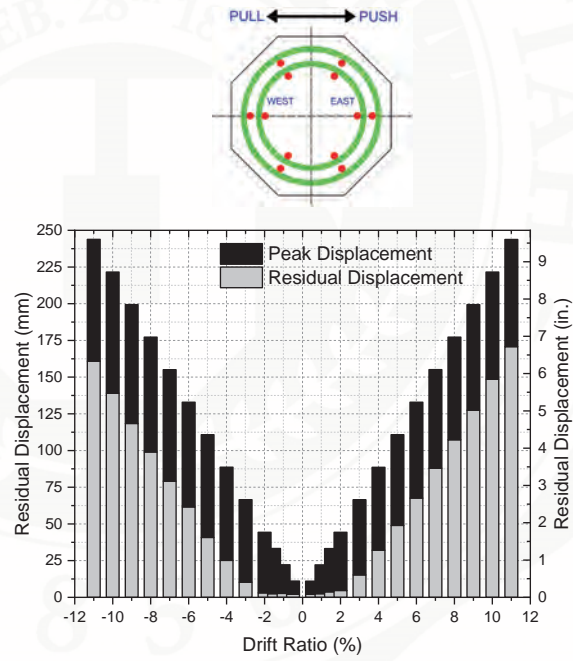 PULL PUSH
WEST EAST
Peak Displacement
Residual Displacement
Residual Displacement (mm)
250
225
200
175
150
125
100
75
50
25
0
Residual Displacement (in.)
9
8
7
6
5
4
3
2
1
0
-12 -10 -8 -6 -4 -2 0 2 4 6 8 10 12
Drift Ratio (%)